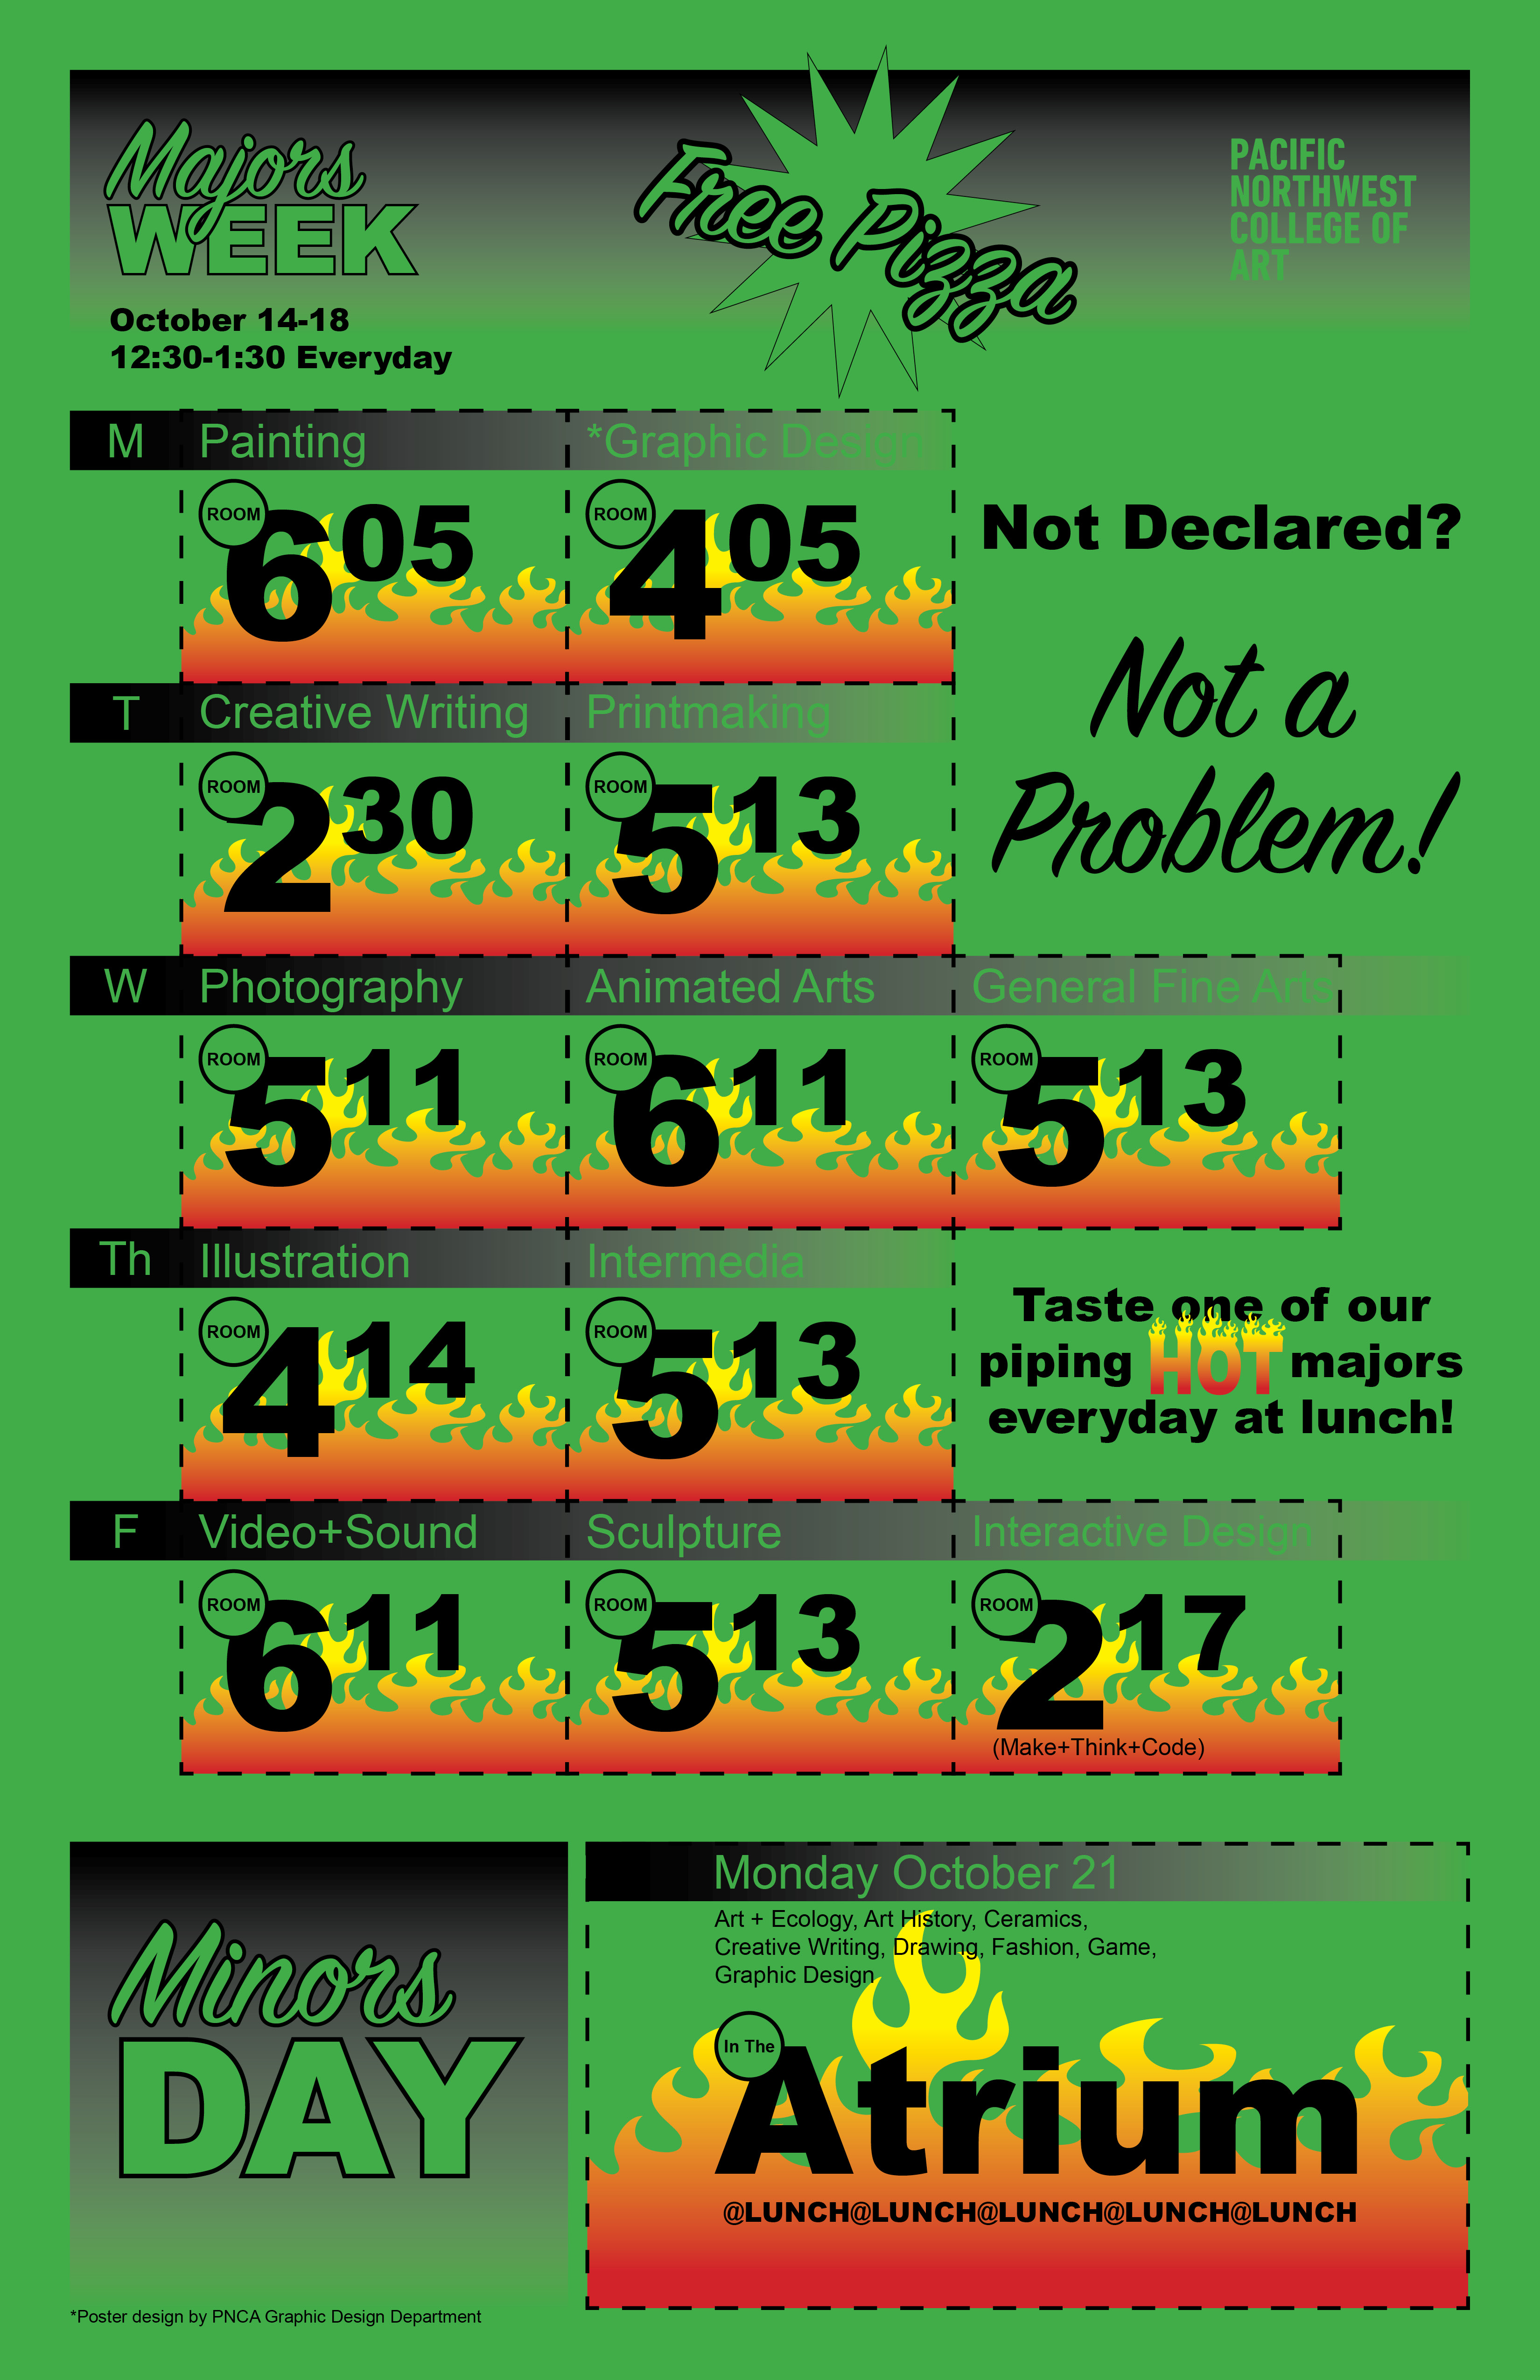 Majors
WEEK
October 14-18
12:30-1:30 Everyday
Free Pizza
PACIFIC
NORTHWEST
COLLEGE OF
ART
M Painting *Graphic Design
ROOM 605 ROOM 405
Not Declared?
Not a
Problem!
T Creative Writing Printmaking
ROOM 230 ROOM 513
W Photography Animated Arts General Fine Arts
ROOM 511 ROOM 611 ROOM 513
Th Illustration Intermedia
ROOM 414 ROOM 513
Taste one of our
piping HOT majors
everyday at lunch!
F Video+Sound Sculpture Interactive Design
ROOM 611 ROOM 513 ROOM 217
(Make+Think+Code)
Minors
DAY
Monday October 21
Art + Ecology, Art History, Ceramics,
Creative Writing, Drawing, Fashion, Game,
Graphic Design
In The
Atrium
@LUNCH@LUNCH@LUNCH@LUNCH@LUNCH
*Poster design by PNCA Graphic Design Department